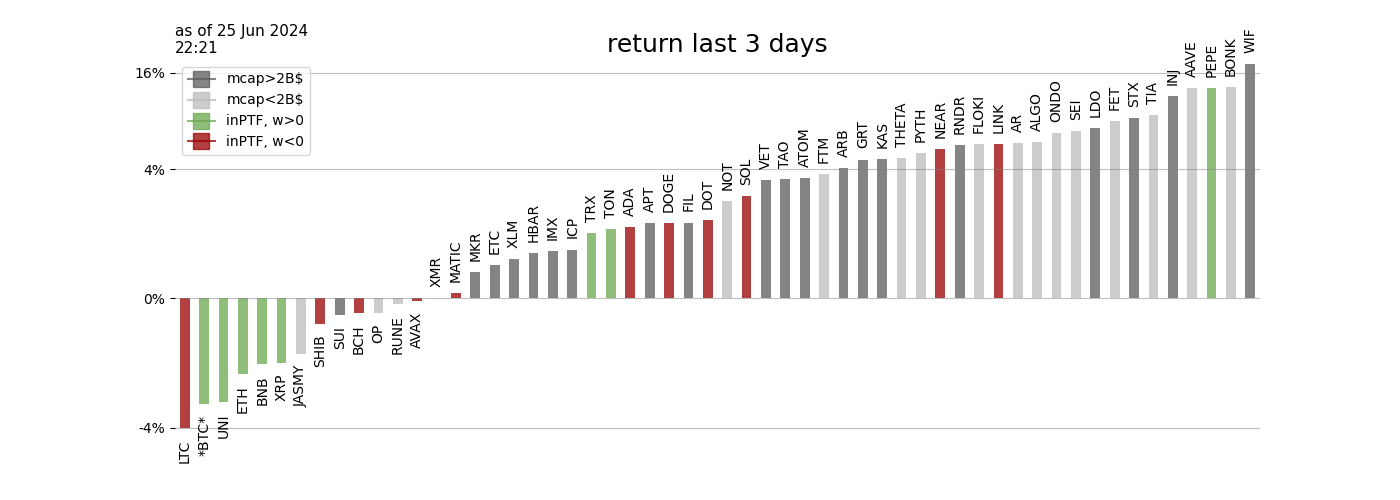 as of 25 Jun 2024
22:21
return last 3 days
mcap>2B$
mcap<2B$
inPTF, w>0
inPTF, w<0
16%
4%
0%
-4%
LTC
*BTC*
UNI
ETH
BNB
XRP
JASMY
SHIB
SUI
BCH
OP
RUNE
AVAX
XMR
MATIC
MKR
ETC
XLM
HBAR
IMX
ICP
TRX
TON
ADA
APT
DOGE
FIL
DOT
NOT
SOL
VET
TAO
ATOM
FTM
ARB
GRT
KAS
THETA
PYTH
NEAR
RNDR
FLOKI
LINK
AR
ALGO
ONDO
SEI
LDO
FET
STX
TIA
INJ
AAVE
PEPE
BONK
WIF